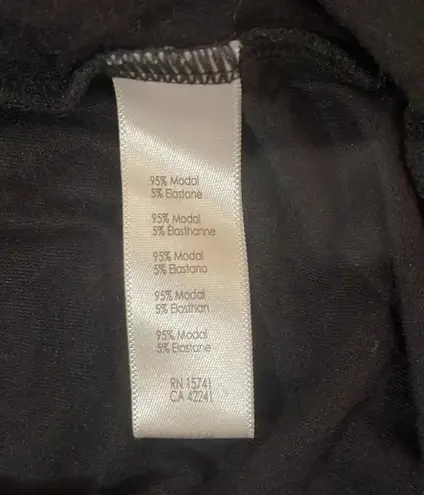 95% Modal
5% Elastone
95% Modal
5% Elasthanne
95% Modal
5% Elastano
95% Modal
5% Elasthan
95% Modal
5% Elastane
RN 15741
CA 42241